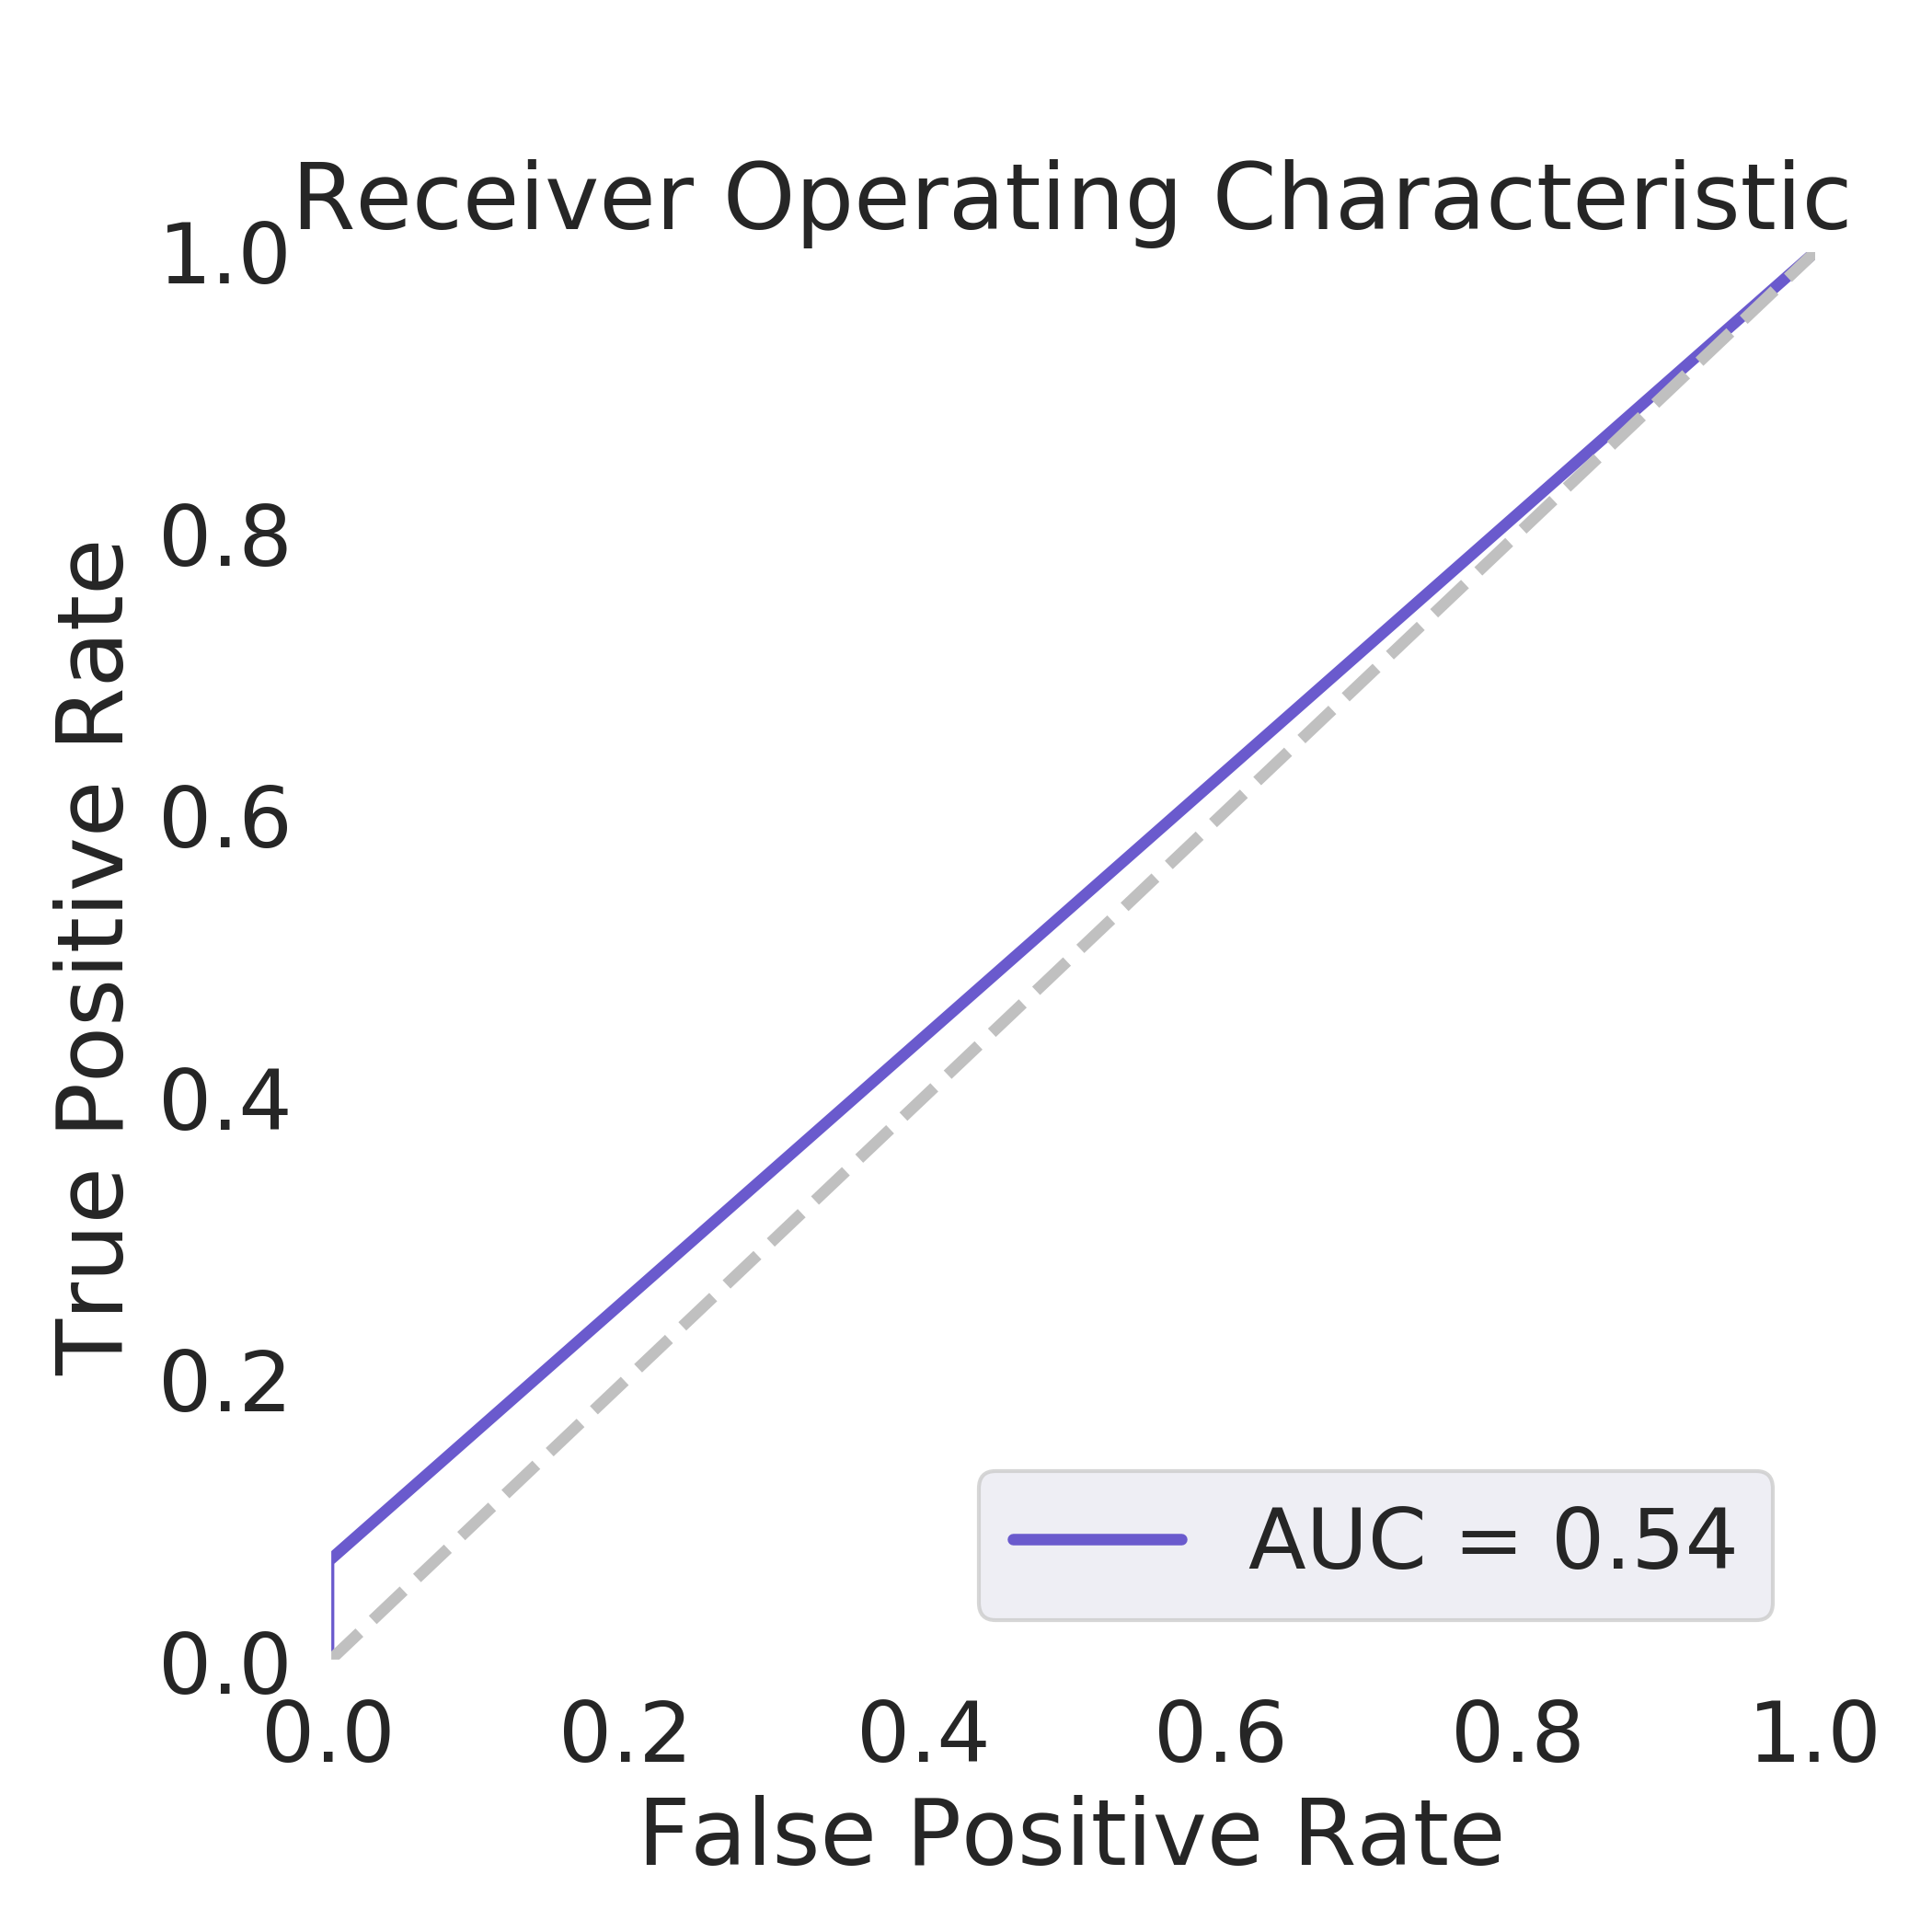 Receiver Operating Characteristic
1.0
0.8
0.6
0.4
0.2
0.0
True Positive Rate
AUC = 0.54
0.0 0.2 0.4 0.6 0.8 1.0
False Positive Rate